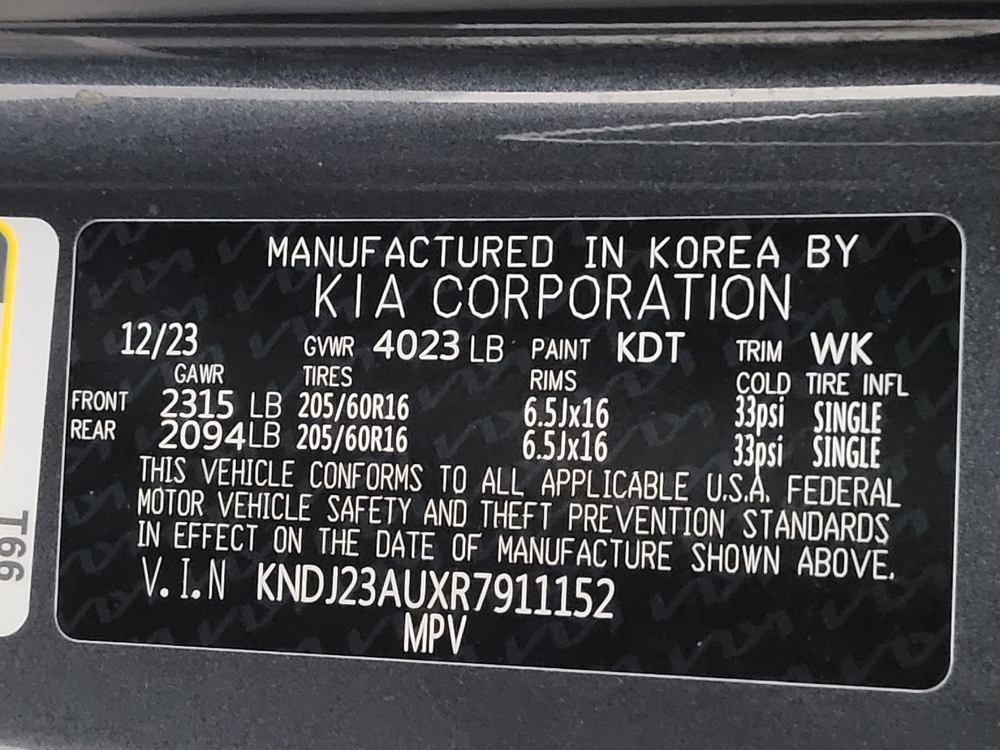 MANUFACTURED IN KOREA BY
KIA CORPORATION
12/23 GVWR 4023 LB PAINT KDT TRIM WK
GAWR TIRES RIMS COLD TIRE INFL
FRONT 2315 LB 205/60R16 6.5Jx16 33psi SINGLE
REAR 2094 LB 205/60R16 6.5Jx16 33psi SINGLE
THIS VEHICLE CONFORMS TO ALL APPLICABLE U.S.A. FEDERAL
MOTOR VEHICLE SAFETY AND THEFT PREVENTION STANDARDS
IN EFFECT ON THE DATE OF MANUFACTURE SHOWN ABOVE.
V.I.N KNDJ23AUXR7911152
MPV
991